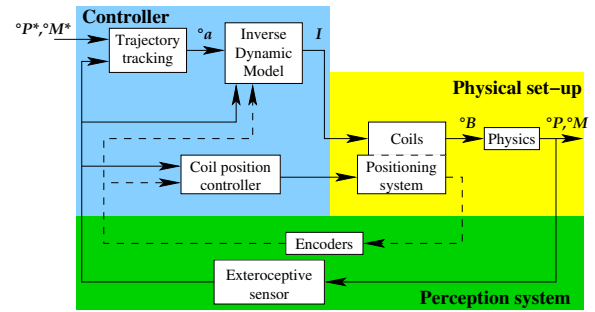 Controller
°P*,°M*
Trajectory
tracking
°a
Inverse
Dynamic
Model
I
Physical set-up
Coils
°B
Physics
°P,°M
Coil position
controller
Positioning
system
Encoders
Exteroceptive
sensor
Perception system